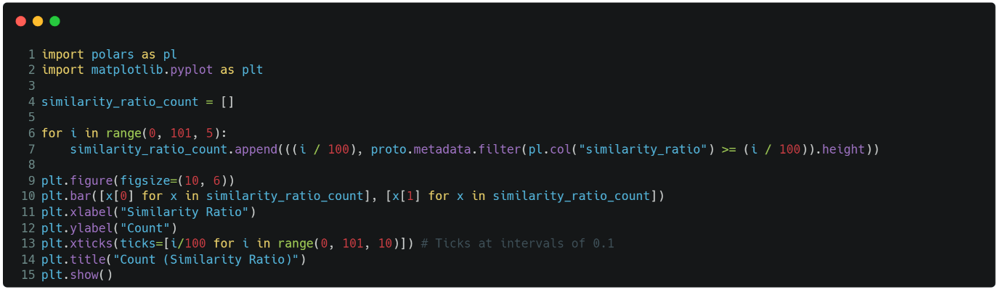 1 import polars as pl
2 import matplotlib.pyplot as plt
3
4 similarity_ratio_count = []
5
6 for i in range(0, 101, 5):
7     similarity_ratio_count.append(((i / 100), proto.metadata.filter(pl.col("similarity_ratio") >= (i / 100)).height))
8
9 plt.figure(figsize=(10, 6))
10 plt.bar([x[0] for x in similarity_ratio_count], [x[1] for x in similarity_ratio_count])
11 plt.xlabel("Similarity Ratio")
12 plt.ylabel("Count")
13 plt.xticks(ticks=[i/100 for i in range(0, 101, 10)]) # Ticks at intervals of 0.1
14 plt.title("Count (Similarity Ratio)")
15 plt.show()